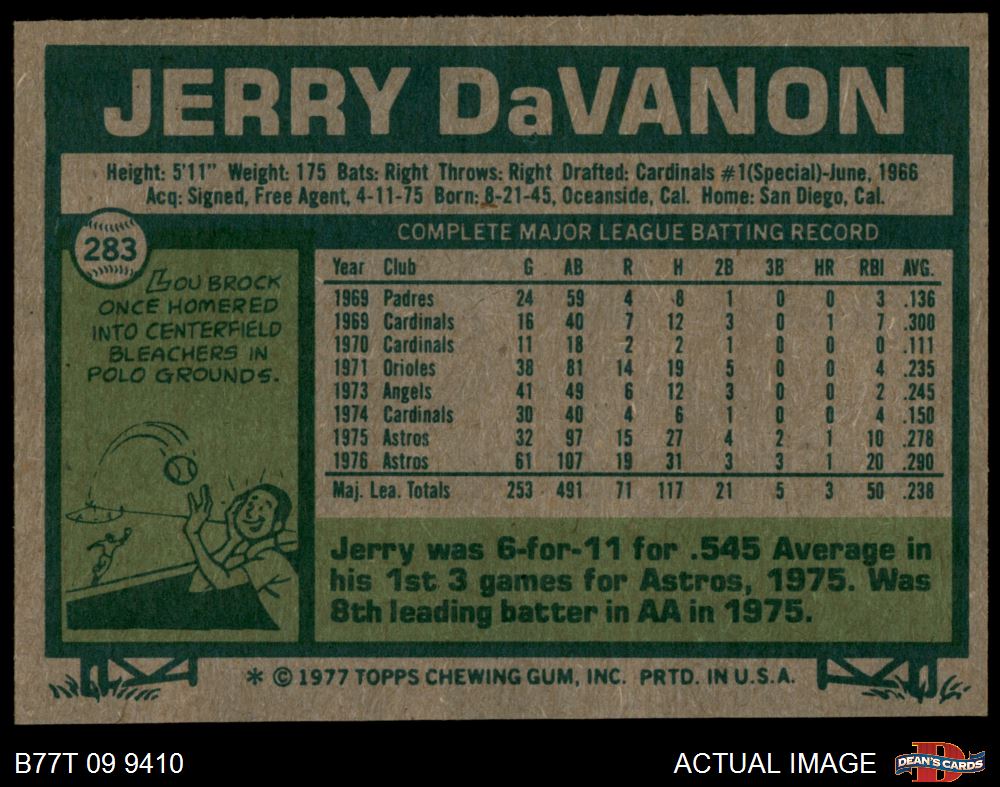 JERRY DaVANON
Height: 5'11" Weight: 175 Bats: Right Throws: Right Drafted: Cardinals #1(Special)-June, 1966
Acq: Signed, Free Agent, 4-11-75 Born: 8-21-45, Oceanside, Cal. Home: San Diego, Cal.
283
LOU BROCK
ONCE HOMERED
INTO CENTERFIELD
BLEACHERS IN
POLO GROUNDS.
COMPLETE MAJOR LEAGUE BATTING RECORD
Year Club G AB R H 2B 3B HR RBI AVG.
1969 Padres 24 59 4 8 1 0 0 3 .136
1969 Cardinals 16 40 7 12 3 0 1 7 .300
1970 Cardinals 11 18 2 2 1 0 0 0 .111
1971 Orioles 38 81 14 19 5 0 0 4 .235
1973 Angels 41 49 6 12 3 0 0 2 .245
1974 Cardinals 30 40 4 6 1 0 0 4 .150
1975 Astros 32 97 15 27 4 2 1 10 .278
1976 Astros 61 107 19 31 3 3 1 20 .290
Maj. Lea. Totals 253 491 71 117 21 5 3 50 .238
Jerry was 6-for-11 for .545 Average in
his 1st 3 games for Astros, 1975. Was
8th leading batter in AA in 1975.
* © 1977 TOPPS CHEWING GUM, INC. PRTD. IN U.S.A.
B77T 09 9410
ACTUAL IMAGE
DEAN'S CARDS